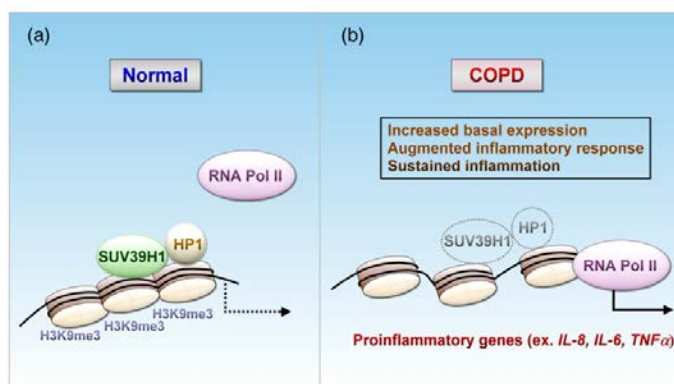 (a)
Normal
RNA Pol II
SUV39H1
HP1
H3K9me3
H3K9me3
H3K9me3
(b)
COPD
Increased basal expression
Augmented inflammatory response
Sustained inflammation
SUV39H1
HP1
RNA Pol II
Proinflammatory genes (ex. IL-8, IL-6, TNFα)